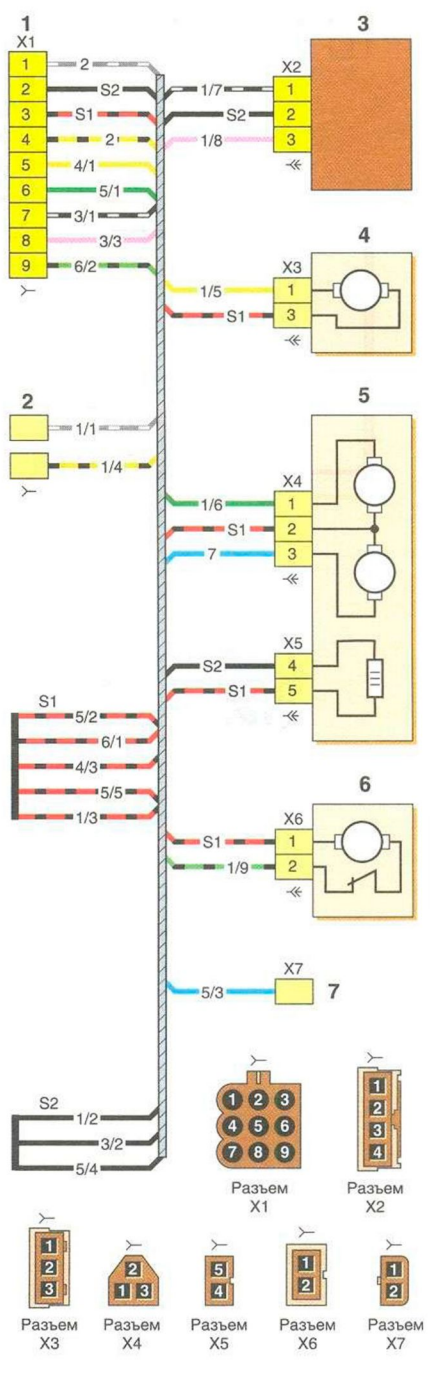 1
3
X1
X2
1 2
2 S2
3 S1
4 2
5 4/1
6 5/1
7 3/1
8 3/3
9 6/2
1/7 1
S2 2
1/8 3
4
X3
1/5 1
S1 3
2
1/1
1/4
5
X4
1/6 1
S1 2
7 3
X5
S2 4
S1 5
S1
5/2
6/1
4/3
5/5
1/3
6
X6
S1 1
1/9 2
X7
5/3 7
S2
1/2
3/2
5/4
1 2 3
4 5 6
7 8 9
Разъем
X1
1
2
3
4
Разъем
X2
1
2
3
Разъем
X3
2
1 3
Разъем
X4
5
4
Разъем
X5
1
2
Разъем
X6
1
2
Разъем
X7